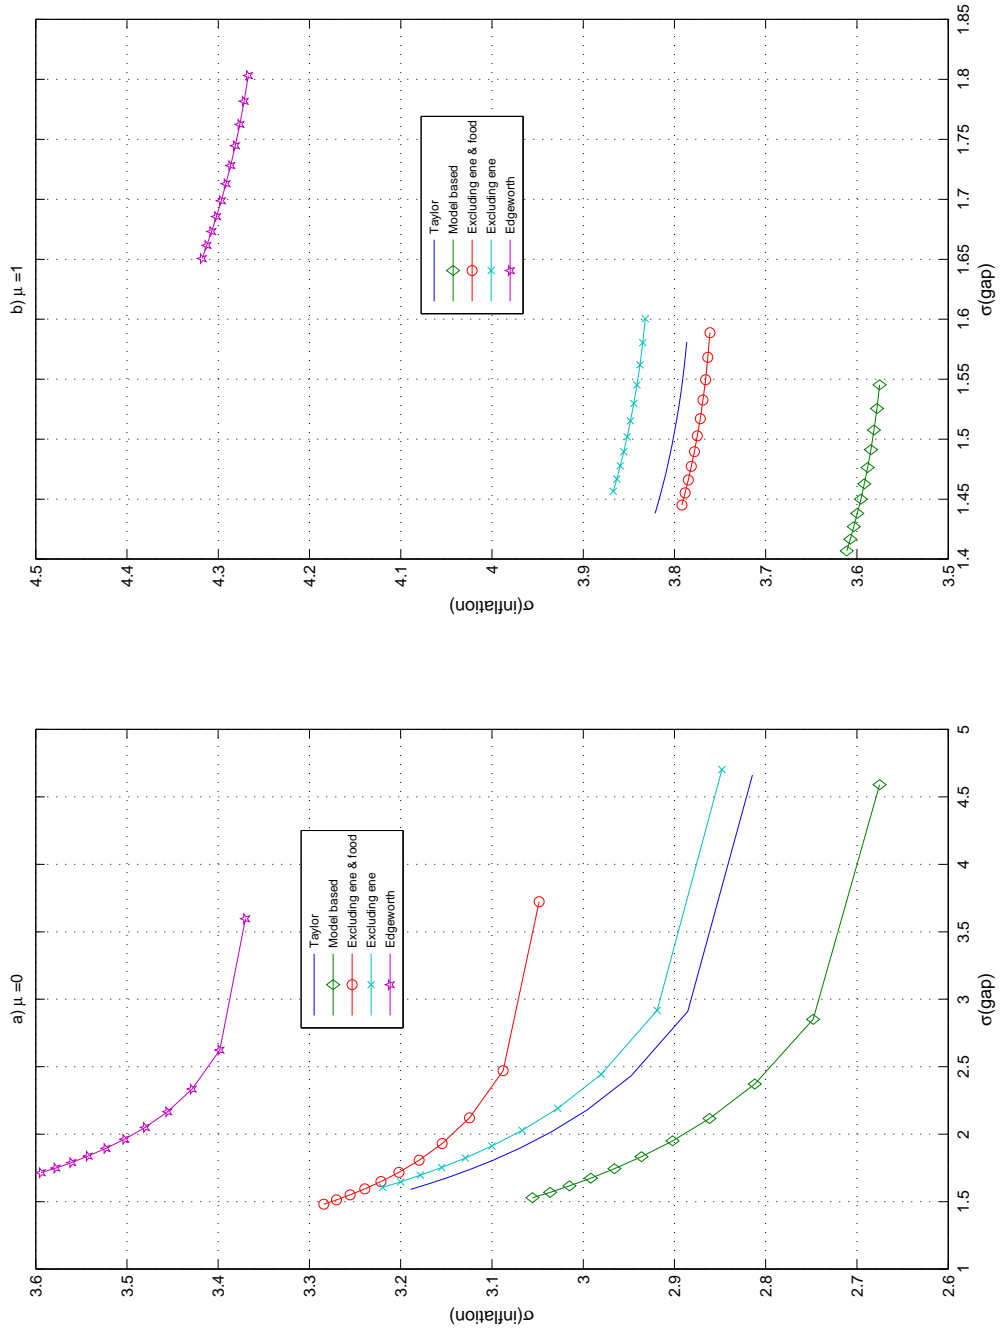 a) μ =0
3.6
3.5
3.4
3.3
3.2
3.1
3
2.9
2.8
2.7
2.6
σ(inflation)
1
1.5
2
2.5
3
3.5
4
4.5
5
σ(gap)
Taylor
Model based
Excluding ene & food
Excluding ene
Edgeworth
b) μ =1
4.5
4.4
4.3
4.2
4.1
4
3.9
3.8
3.7
3.6
3.5
σ(inflation)
1.4
1.45
1.5
1.55
1.6
1.65
1.7
1.75
1.8
1.85
σ(gap)
Taylor
Model based
Excluding ene & food
Excluding ene
Edgeworth